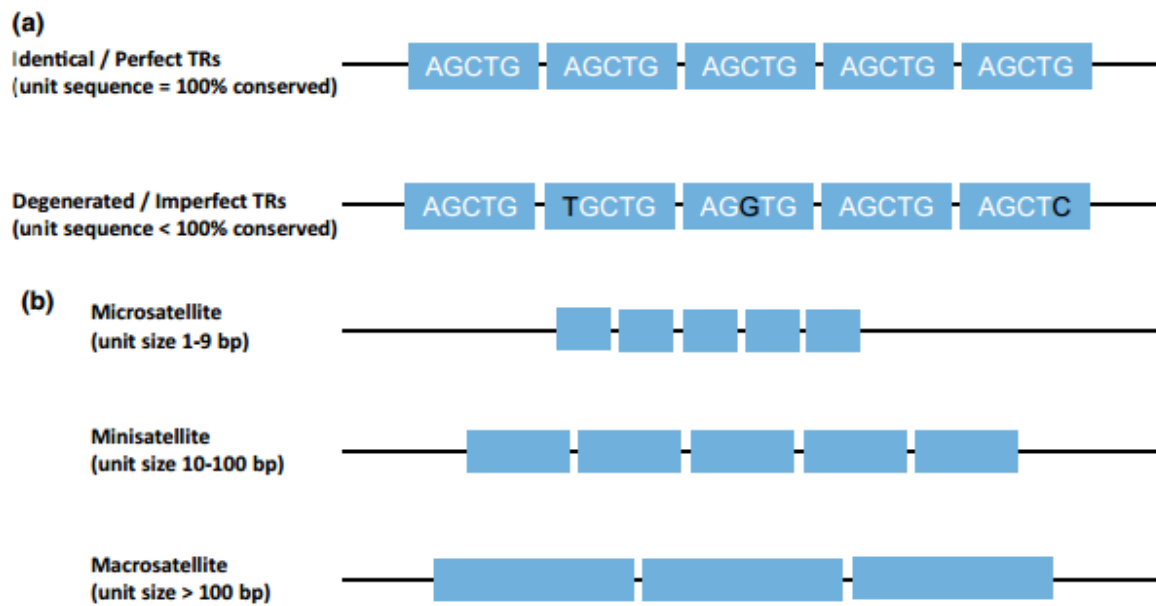 (a)
Identical / Perfect TRs
(unit sequence = 100% conserved)
AGCTG AGCTG AGCTG AGCTG AGCTG
Degenerated / Imperfect TRs
(unit sequence < 100% conserved)
AGCTG TGCTG AGGTG AGCTG AGCTC
(b)
Microsatellite
(unit size 1-9 bp)
Minisatellite
(unit size 10-100 bp)
Macrosatellite
(unit size > 100 bp)